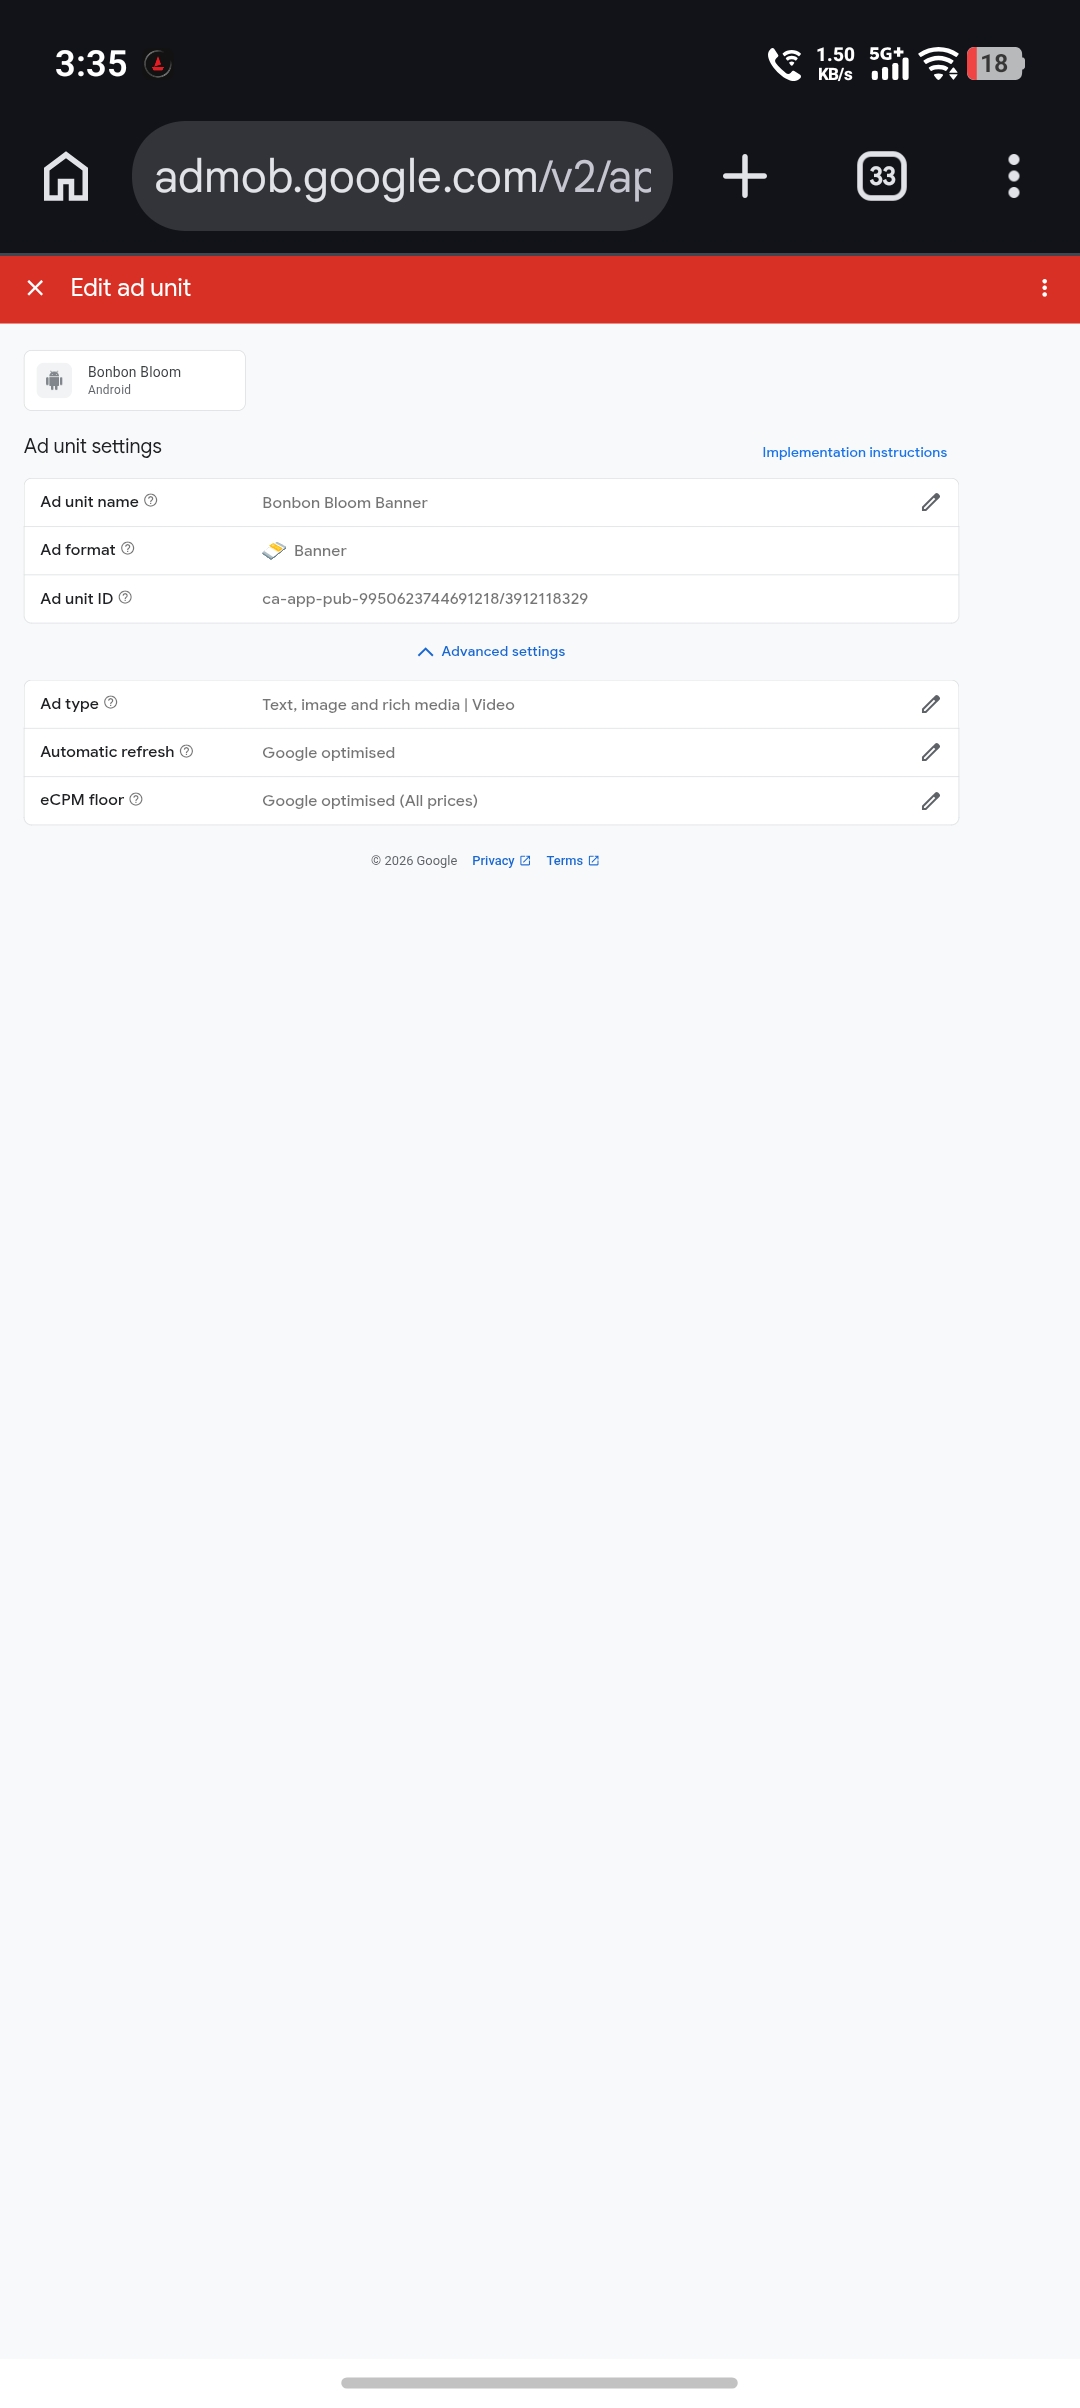 3:35
1.50
KB/s
5G+
18
admob.google.com/v2/ap
33
Edit ad unit
Bonbon Bloom
Android
Ad unit settings
Implementation instructions
Ad unit name
Bonbon Bloom Banner
Ad format
Banner
Ad unit ID
ca-app-pub-9950623744691218/3912118329
Advanced settings
Ad type
Text, image and rich media | Video
Automatic refresh
Google optimised
eCPM floor
Google optimised (All prices)
© 2026 Google Privacy Terms